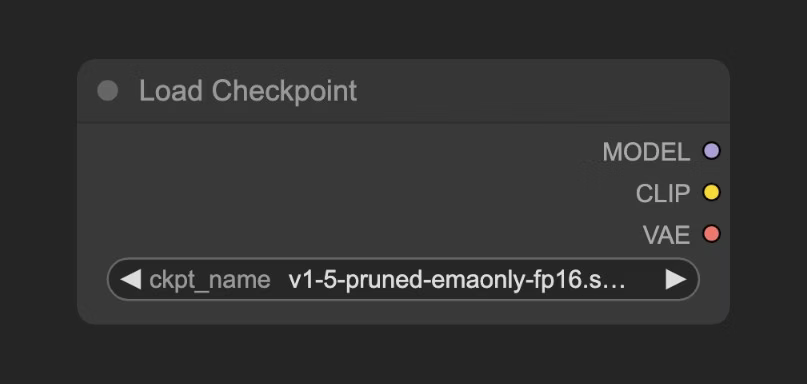 Load Checkpoint
MODEL
CLIP
VAE
ckpt_name v1-5-pruned-emaonly-fp16.s…